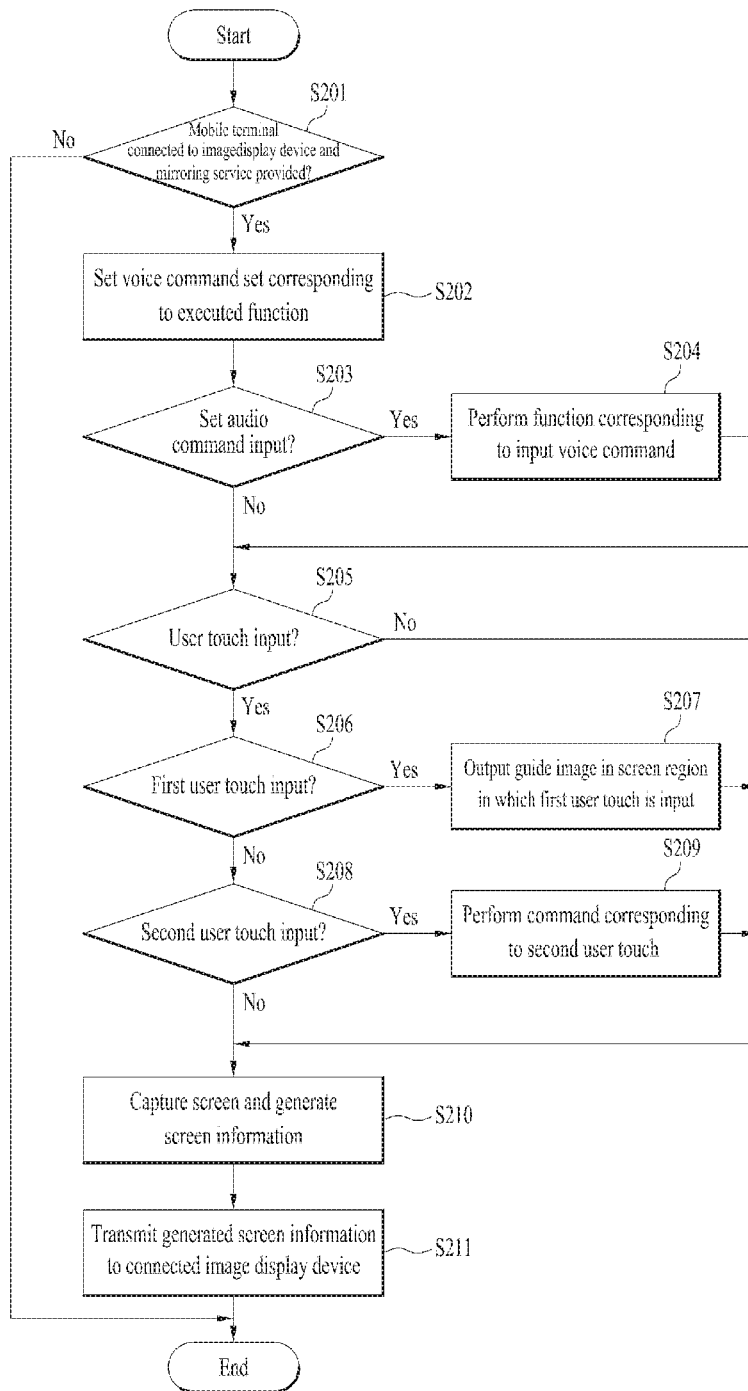 Start
S201
No
Mobile terminal
connected to imagedisplay device and
mirroring service provided?
Yes
Set voice command set corresponding
to executed function
S202
S203
Set audio
command input?
Yes
S204
Perform function corresponding
to input voice command
No
S205
User touch input?
No
Yes
S206
First user touch input?
Yes
S207
Output guide image in screen region
in which first user touch is input
No
S208
Second user touch input?
Yes
S209
Perform command corresponding
to second user touch
No
Capture screen and generate
screen information
S210
Transmit generated screen information
to connected image display device
S211
End